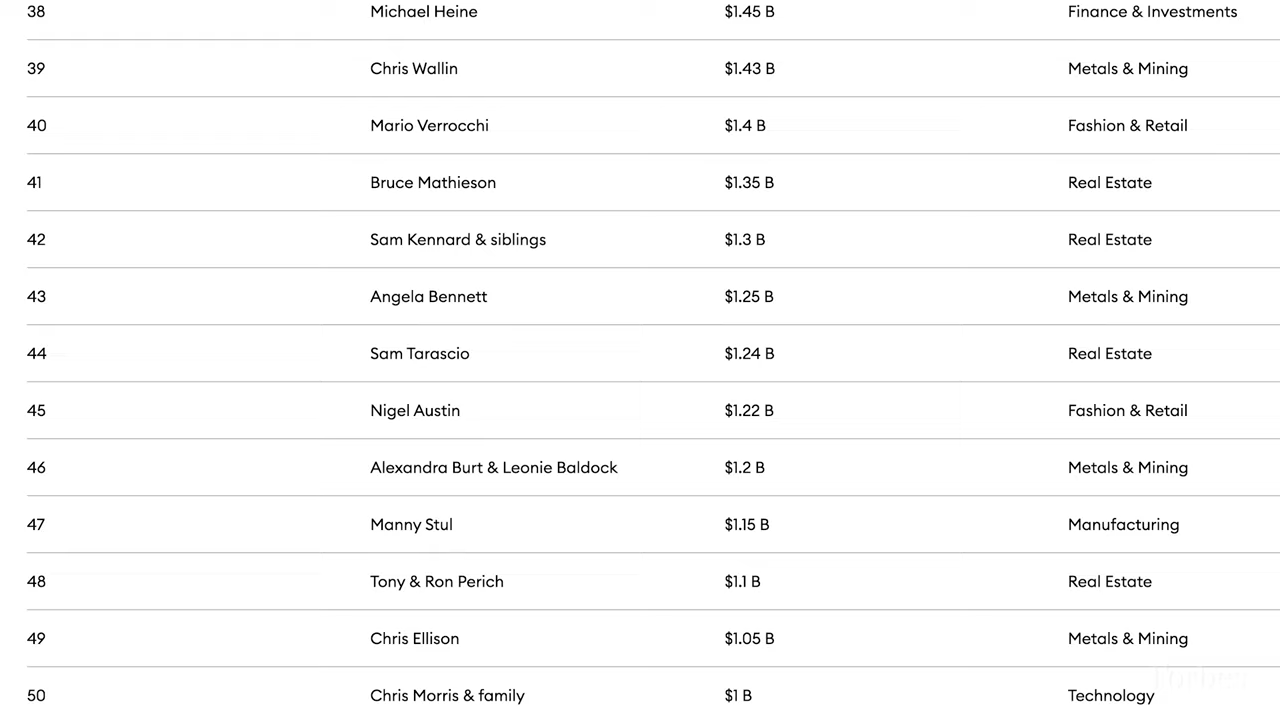 38 Michael Heine $1.45 B Finance & Investments
39 Chris Wallin $1.43 B Metals & Mining
40 Mario Verrocchi $1.4 B Fashion & Retail
41 Bruce Mathieson $1.35 B Real Estate
42 Sam Kennard & siblings $1.3 B Real Estate
43 Angela Bennett $1.25 B Metals & Mining
44 Sam Tarascio $1.24 B Real Estate
45 Nigel Austin $1.22 B Fashion & Retail
46 Alexandra Burt & Leonie Baldock $1.2 B Metals & Mining
47 Manny Stul $1.15 B Manufacturing
48 Tony & Ron Perich $1.1 B Real Estate
49 Chris Ellison $1.05 B Metals & Mining
Forbes
50 Chris Morris & family $1 B Technology